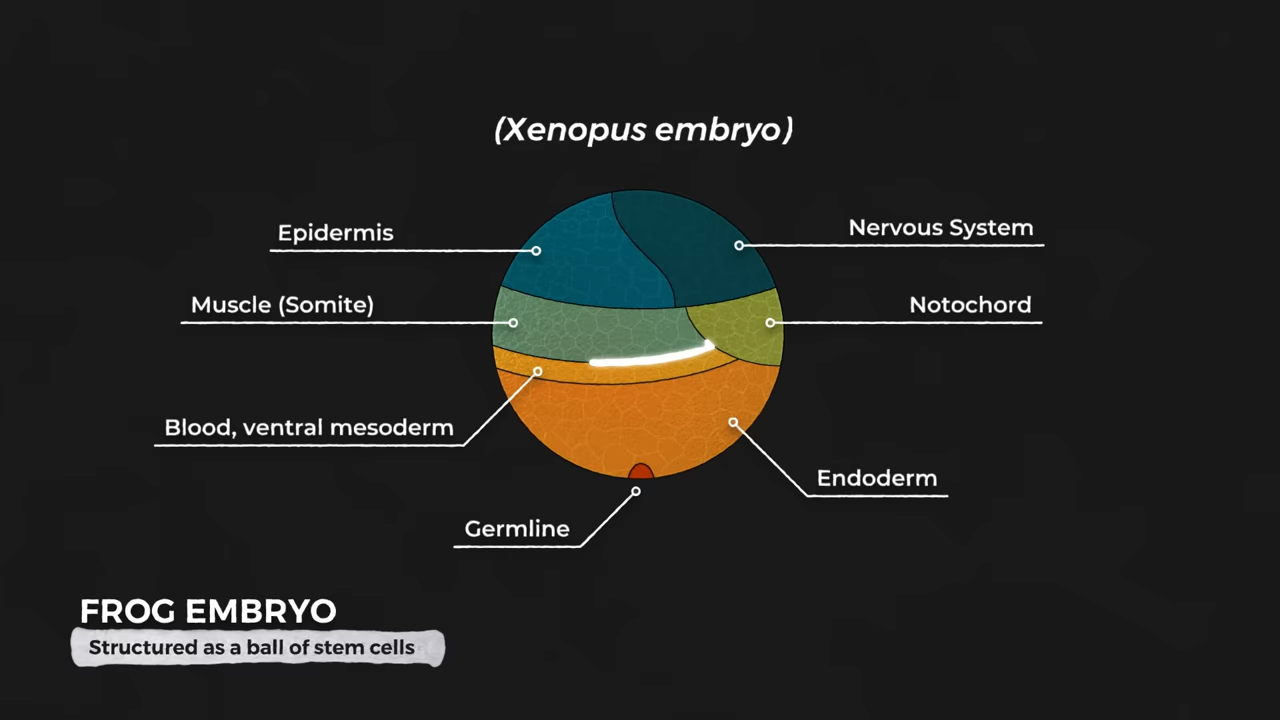 (Xenopus embryo)
Epidermis
Nervous System
Muscle (Somite)
Notochord
Blood, ventral mesoderm
Endoderm
Germline
FROG EMBRYO
Structured as a ball of stem cells